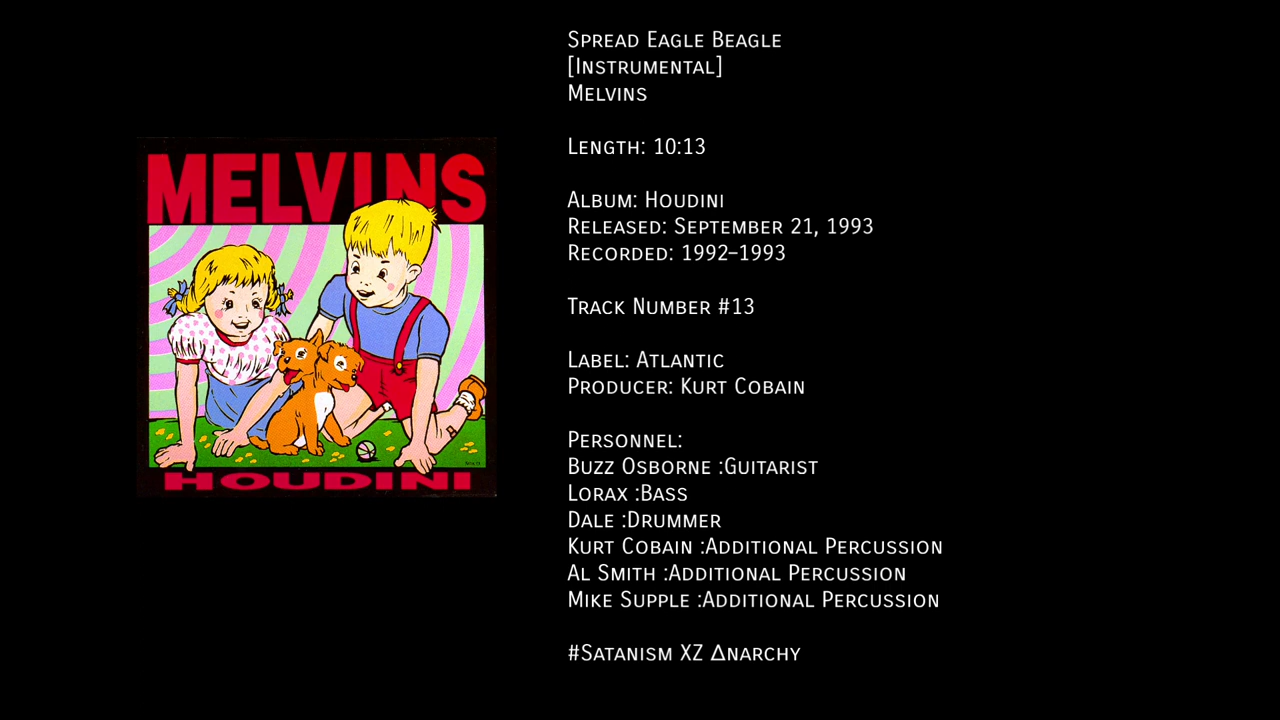 MELVINS
HOUDINI
Spread Eagle Beagle
[Instrumental]
Melvins
Length: 10:13
Album: Houdini
Released: September 21, 1993
Recorded: 1992–1993
Track Number #13
Label: Atlantic
Producer: Kurt Cobain
Personnel:
Buzz Osborne :Guitarist
Lorax :Bass
Dale :Drummer
Kurt Cobain :Additional Percussion
Al Smith :Additional Percussion
Mike Supple :Additional Percussion
#Satanism XZ Δnarchy